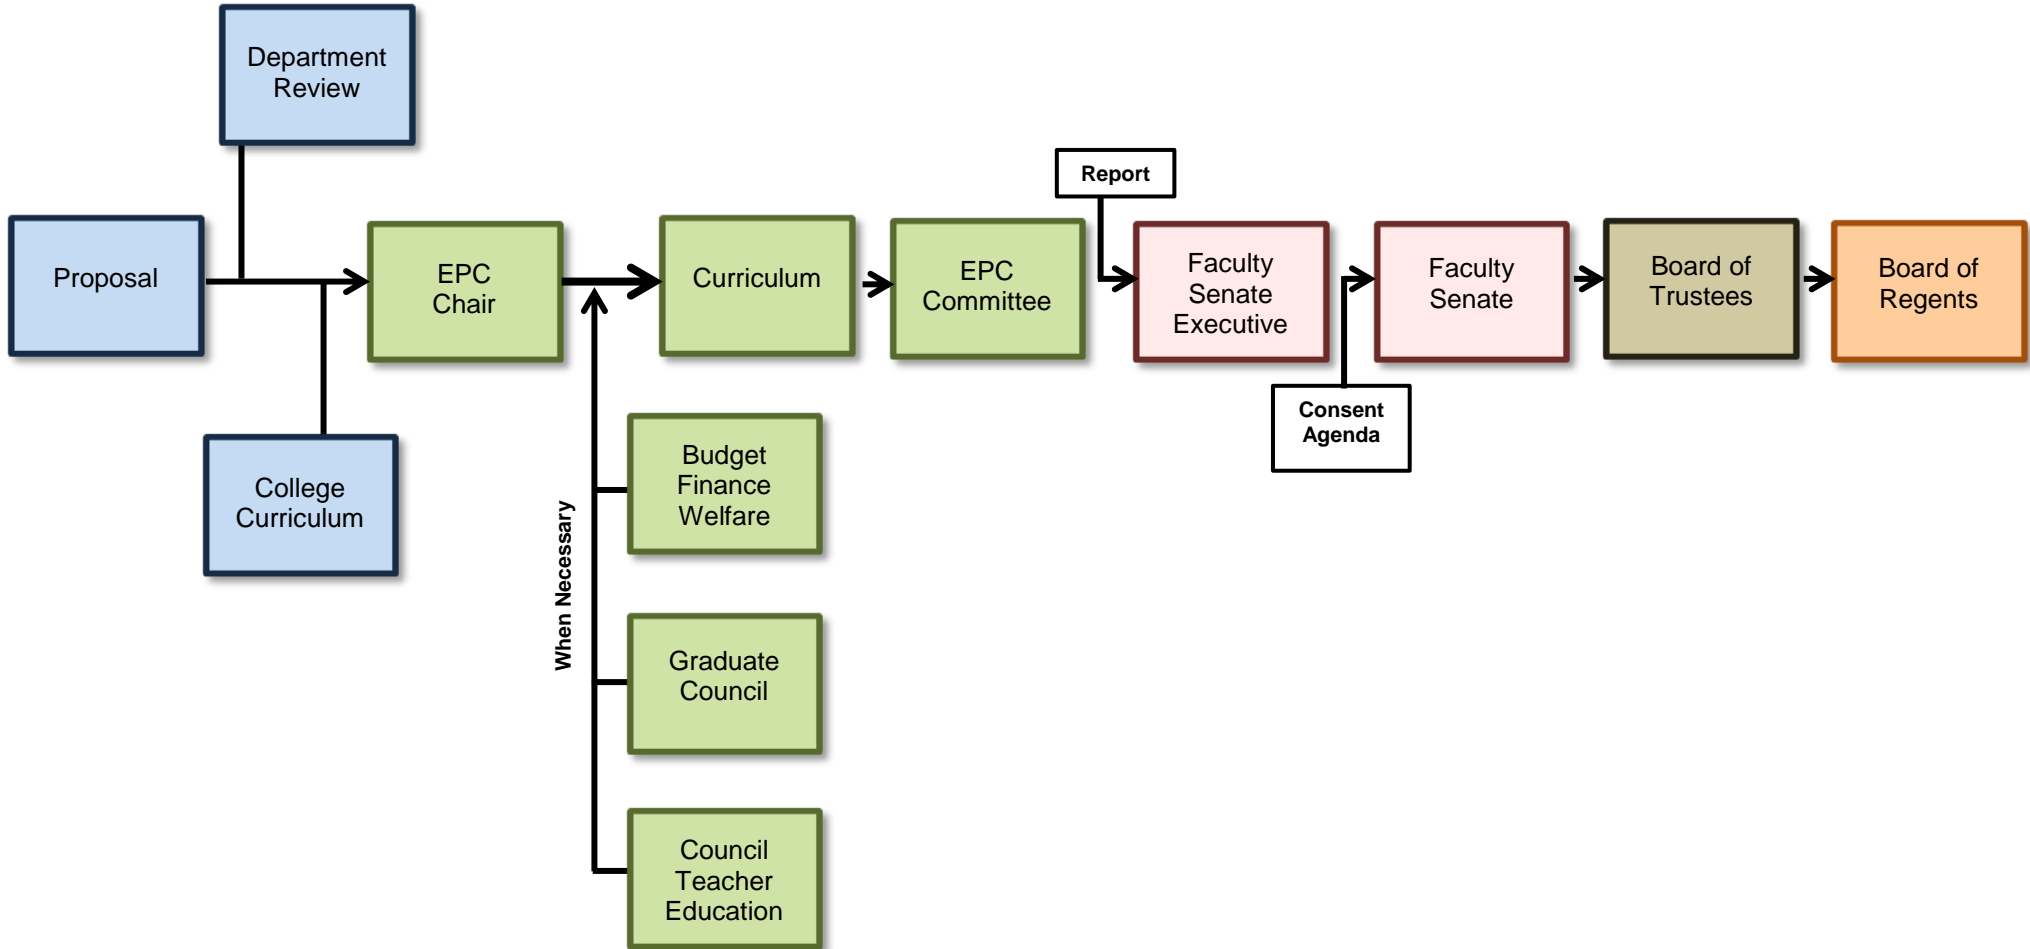 Department
Review
Proposal
College
Curriculum
EPC
Chair
When Necessary
Curriculum
Budget
Finance
Welfare
Graduate
Council
Council
Teacher
Education
EPC
Committee
Report
Faculty
Senate
Executive
Consent
Agenda
Faculty
Senate
Board of
Trustees
Board of
Regents